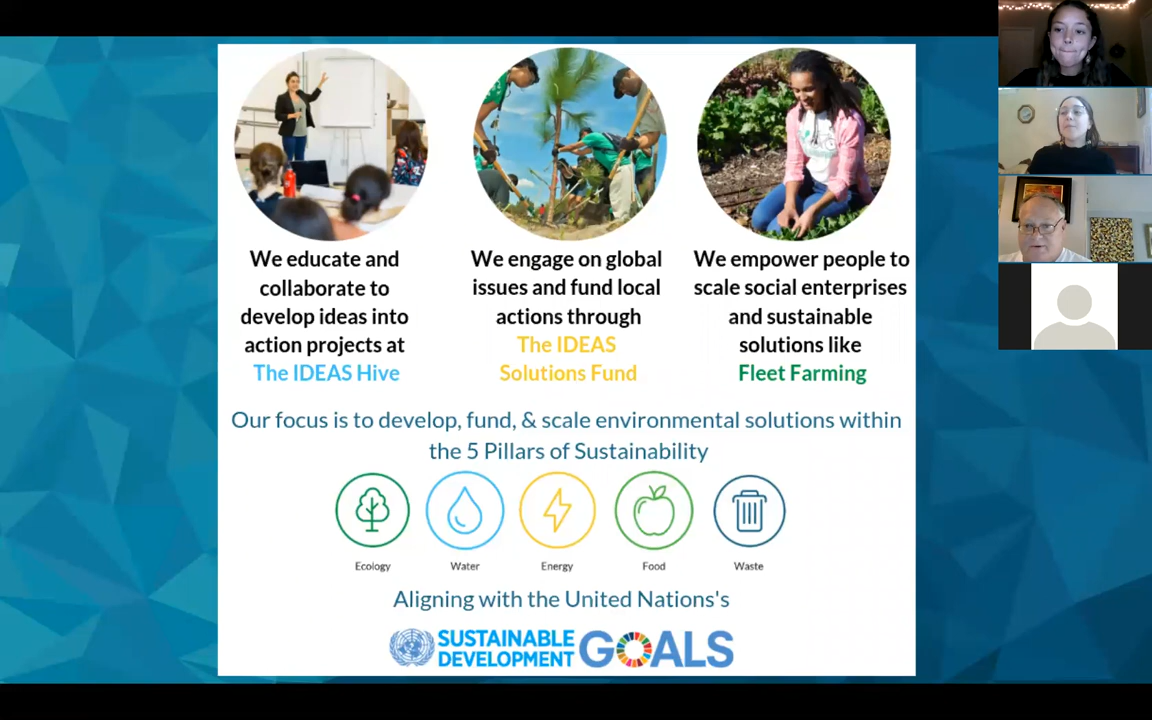 We educate and
collaborate to
develop ideas into
action projects at
The IDEAS Hive
We engage on global
issues and fund local
actions through
The IDEAS
Solutions Fund
We empower people to
scale social enterprises
and sustainable
solutions like
Fleet Farming
Our focus is to develop, fund, & scale environmental solutions within
the 5 Pillars of Sustainability
Ecology
Water
Energy
Food
Waste
Aligning with the United Nations's
SUSTAINABLE
DEVELOPMENT
GOALS